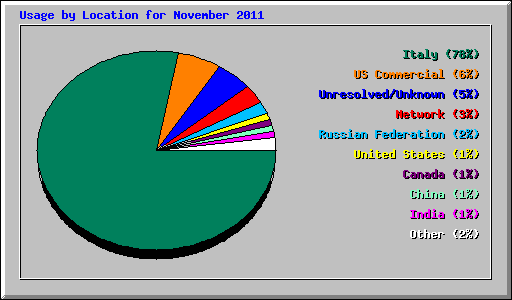 Usage by Location for November 2011
Italy (78%)
US Commercial (6%)
Unresolved/Unknown (5%)
Network (3%)
Russian Federation (2%)
United States (1%)
Canada (1%)
China (1%)
India (1%)
Other (2%)